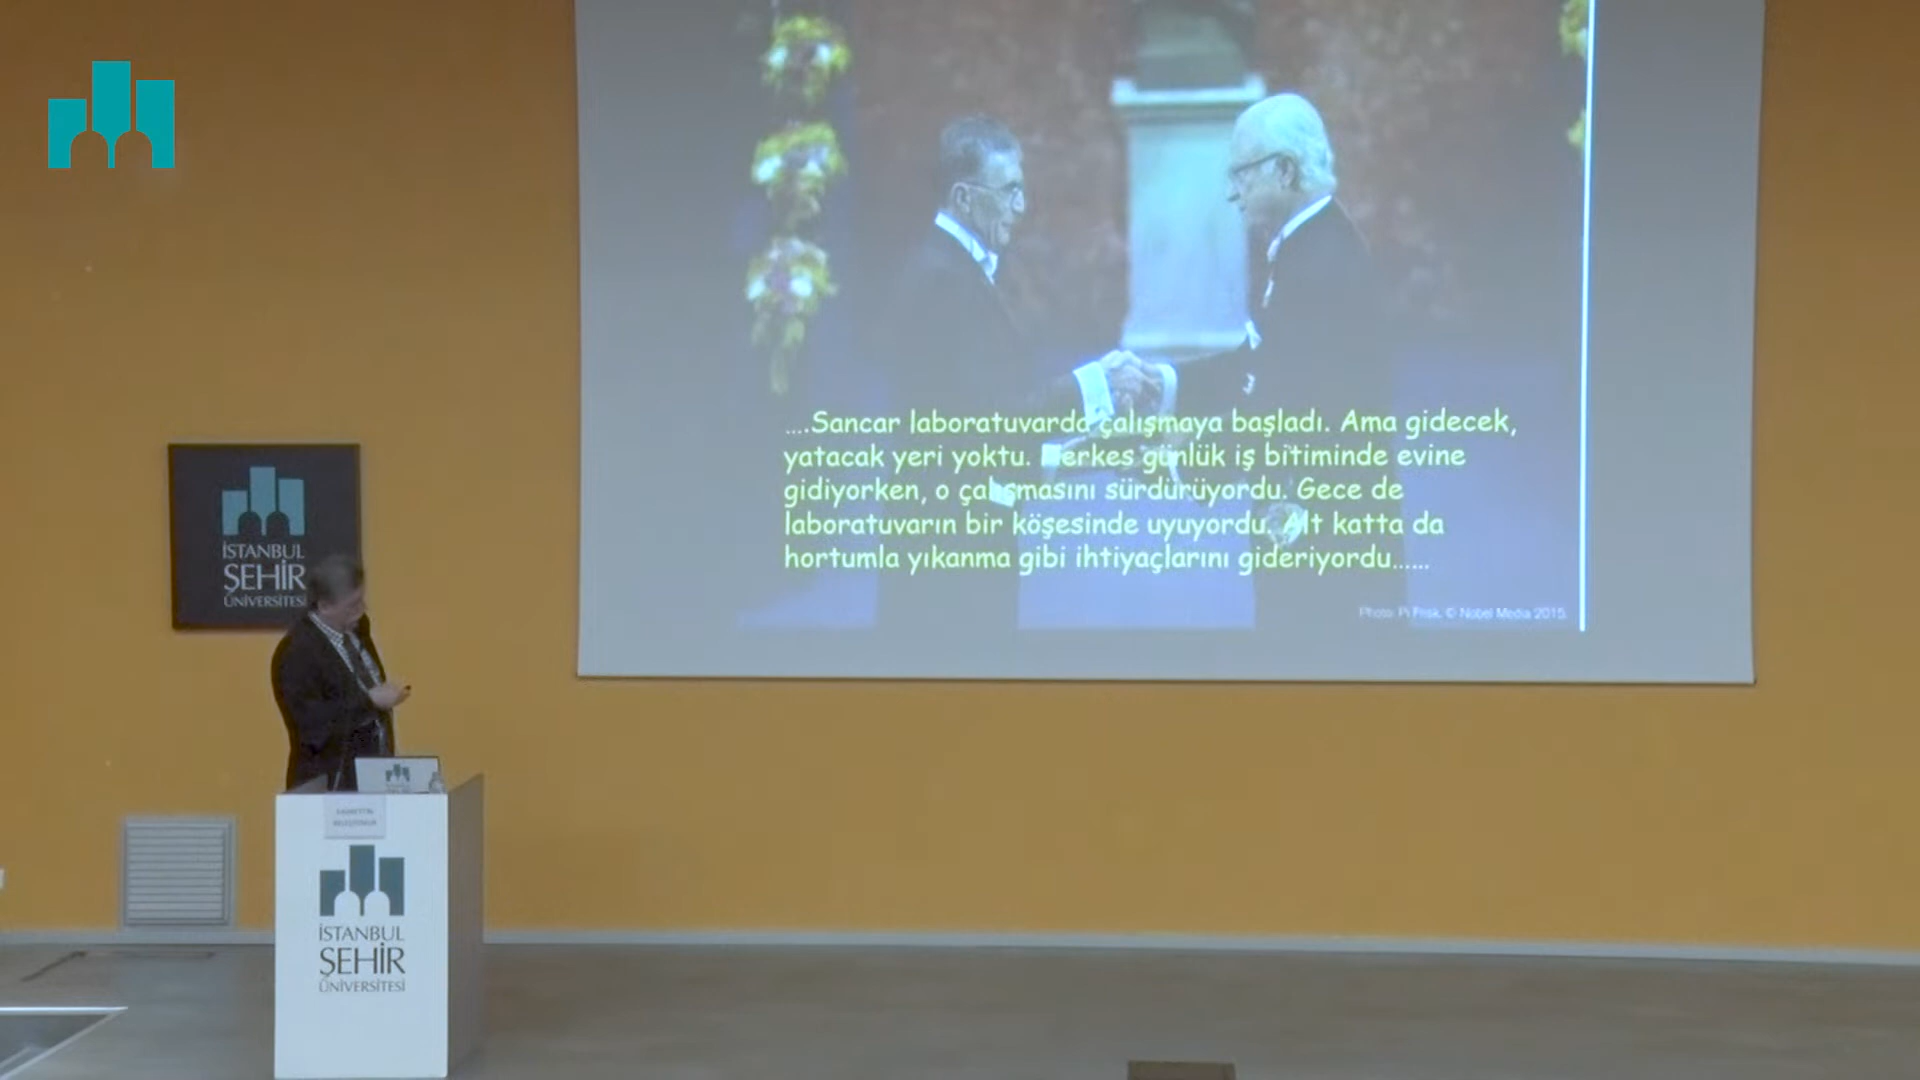 ….Sancar laboratuvarda çalışmaya başladı. Ama gidecek,
yatacak yeri yoktu. Herkes günlük iş bitiminde evine
gidiyorken, o çalışmasını sürdürüyordu. Gece de
laboratuvarın bir köşesinde uyuyordu. Alt katta da
hortumla yıkanma gibi ihtiyaçlarını gideriyordu……
Photo: Pi Frisk. © Nobel Media 2015.
İSTANBUL
ŞEHİR
ÜNİVERSİTESİ
İSTANBUL
ŞEHİR
ÜNİVERSİTESİ